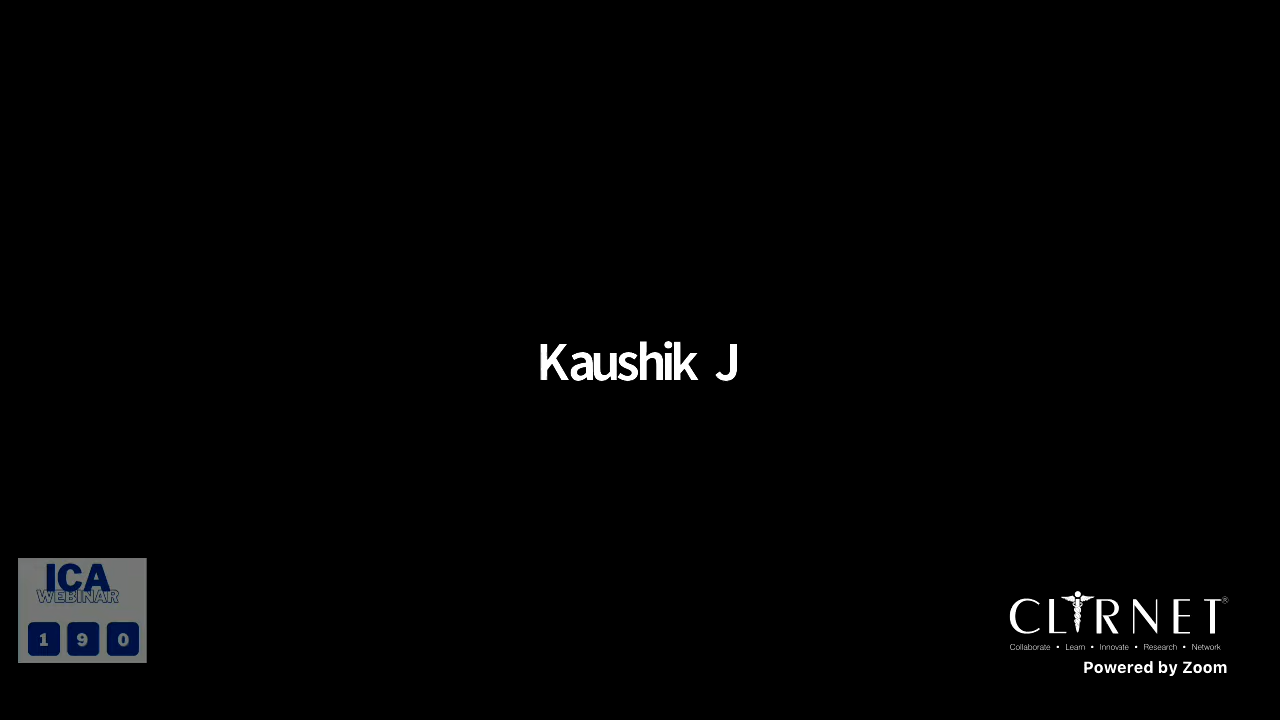 Kaushik J
ICA
WEBINAR
1 9 0
CLIRNET®
Collaborate • Learn • Innovate • Research • Network
Powered by Zoom